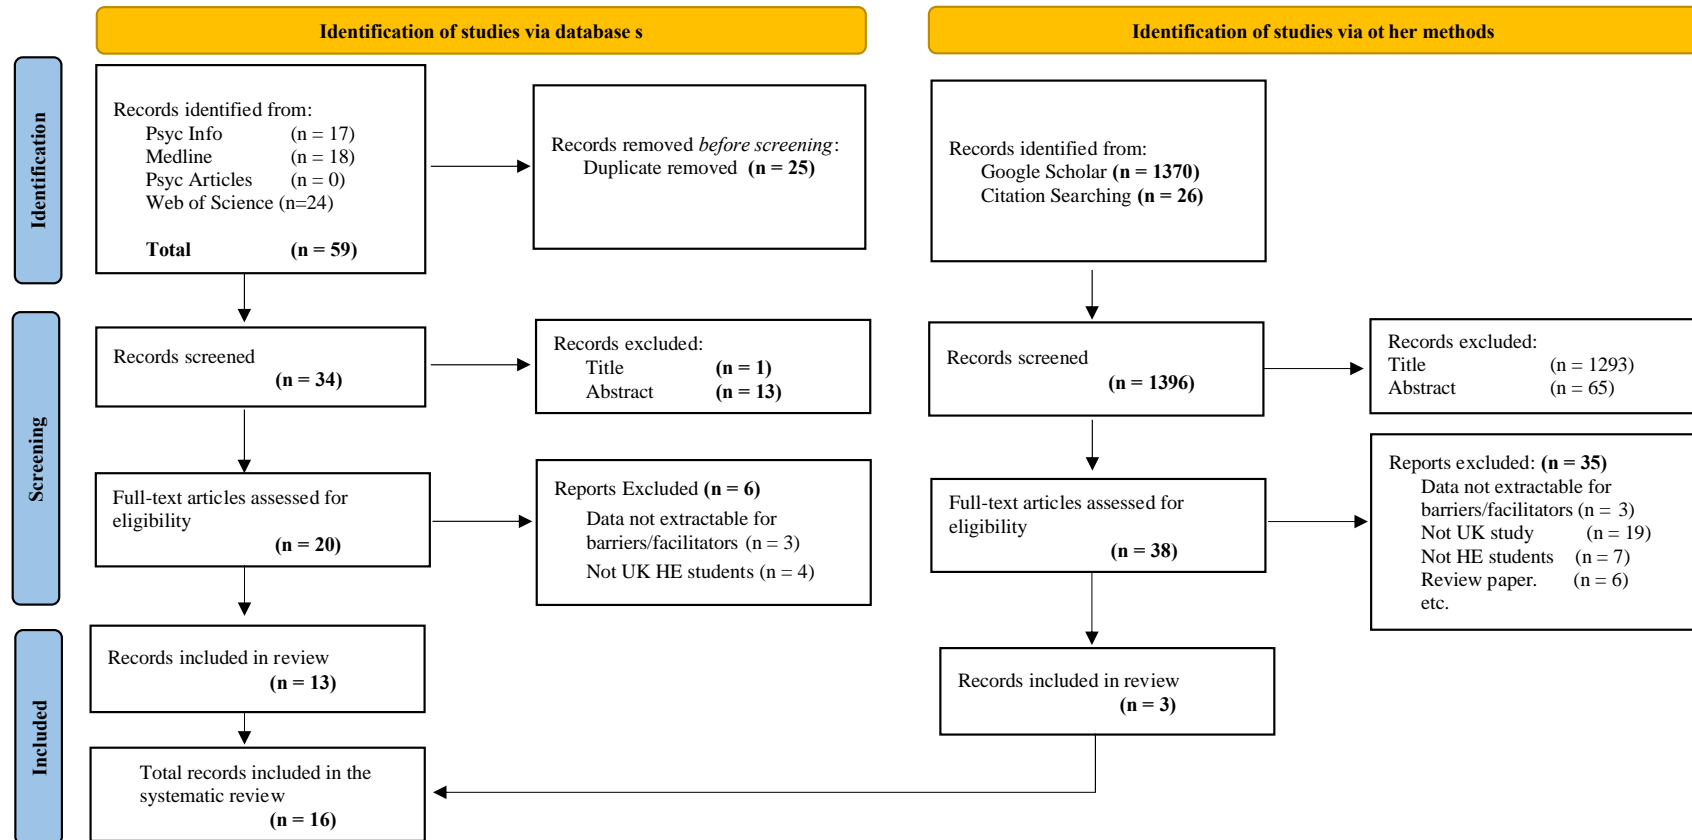 Identification of studies via database s
Identification of studies via ot her methods
Identification
Records identified from:
Psyc Info (n = 17)
Medline (n = 18)
Psyc Articles (n = 0)
Web of Science (n=24)
Total (n = 59)
Records removed before screening:
Duplicate removed (n = 25)
Records identified from:
Google Scholar (n = 1370)
Citation Searching (n = 26)
Screening
Records screened
(n = 34)
Records excluded:
Title (n = 1)
Abstract (n = 13)
Records screened
(n = 1396)
Records excluded:
Title (n = 1293)
Abstract (n = 65)
Full-text articles assessed for
eligibility
(n = 20)
Reports Excluded (n = 6)
Data not extractable for
barriers/facilitators (n = 3)
Not UK HE students (n = 4)
Full-text articles assessed for
eligibility
(n = 38)
Reports excluded: (n = 35)
Data not extractable for
barriers/facilitators (n = 3)
Not UK study (n = 19)
Not HE students (n = 7)
Review paper. (n = 6)
etc.
Included
Records included in review
(n = 13)
Records included in review
(n = 3)
Total records included in the
systematic review
(n = 16)